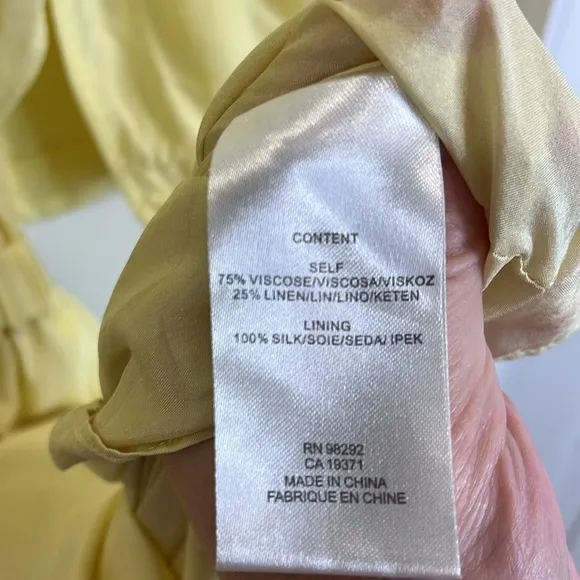 CONTENT
SELF
75% VISCOSE/VISCOSA/VISKOZ
25% LINEN/LIN/LINO/KETEN
LINING
100% SILK/SOIE/SEDA/ IPEK
RN 98292
CA 19371
MADE IN CHINA
FABRIQUE EN CHINE